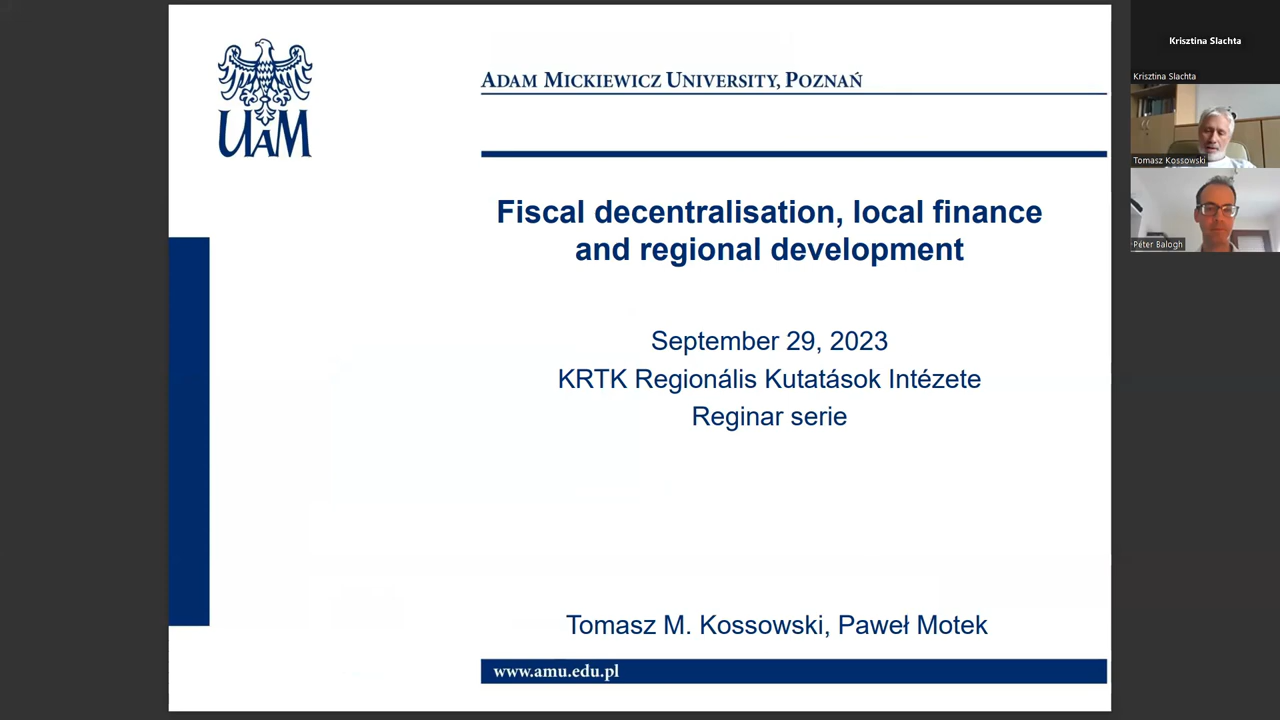 UAM
ADAM MICKIEWICZ UNIVERSITY, POZNAŃ
Fiscal decentralisation, local finance
and regional development
September 29, 2023
KRTK Regionális Kutatások Intézete
Reginar serie
Tomasz M. Kossowski, Paweł Motek
www.amu.edu.pl
Krisztina Slachta
Krisztina Slachta
Tomasz Kossowski
Péter Balogh